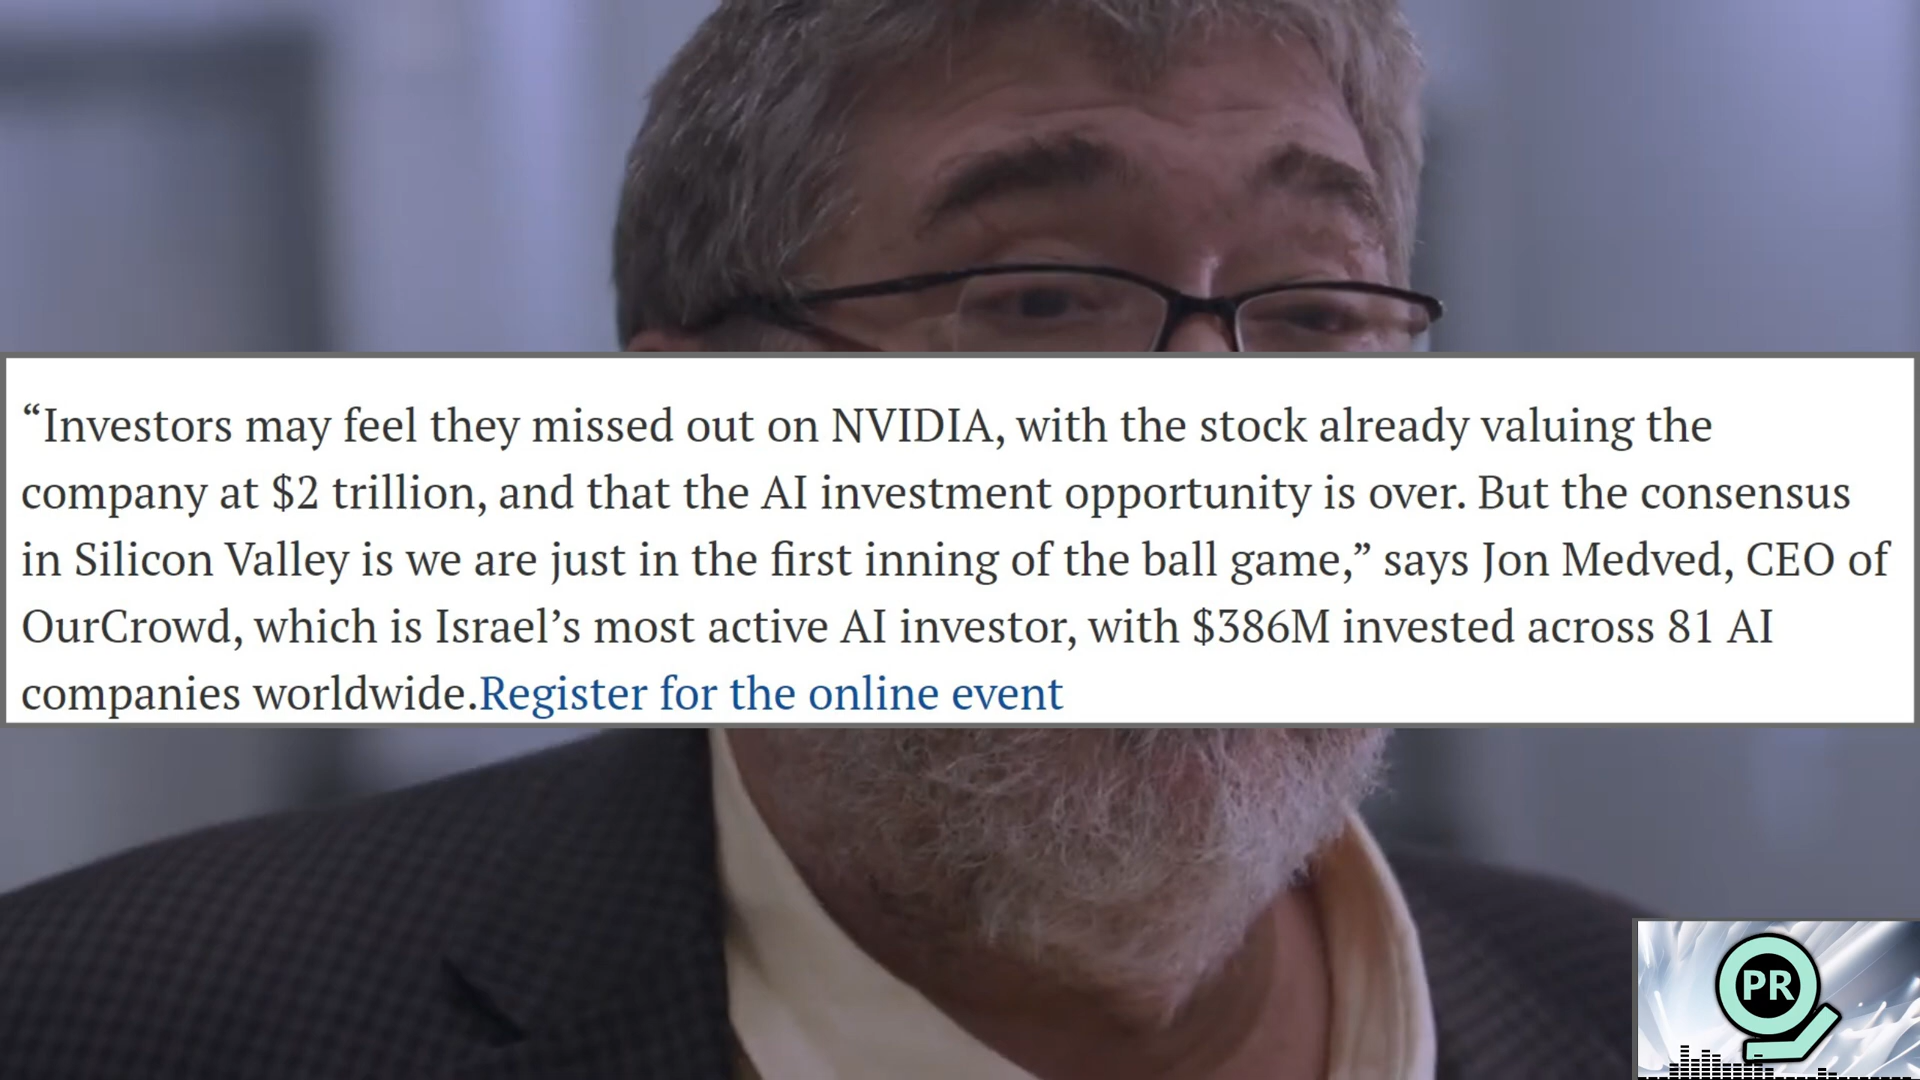 “Investors may feel they missed out on NVIDIA, with the stock already valuing the
company at $2 trillion, and that the AI investment opportunity is over. But the consensus
in Silicon Valley is we are just in the first inning of the ball game,” says Jon Medved, CEO of
OurCrowd, which is Israel’s most active AI investor, with $386M invested across 81 AI
companies worldwide.Register for the online event
PR